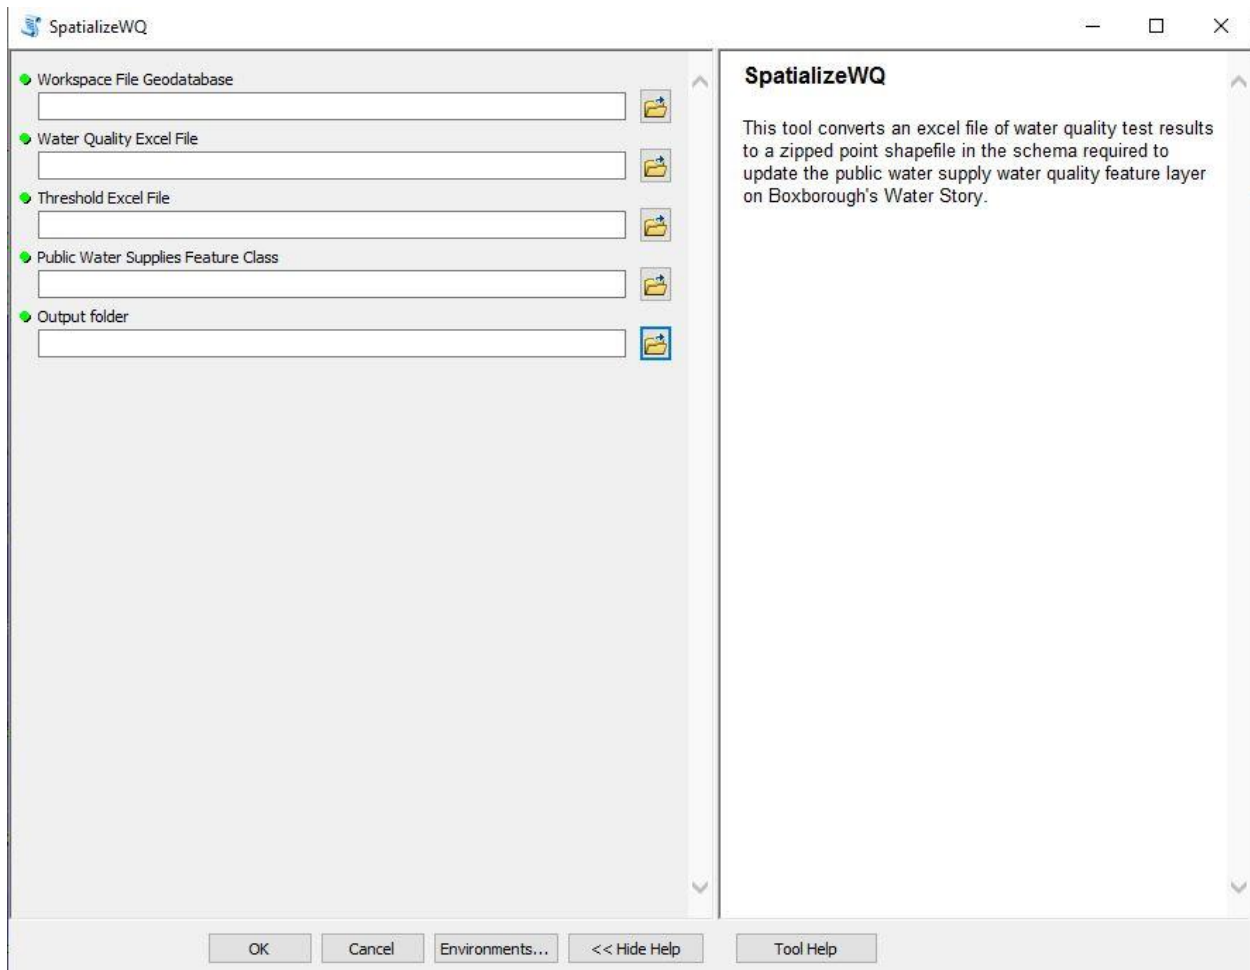 SpatializeWQ
Workspace File Geodatabase
Water Quality Excel File
Threshold Excel File
Public Water Supplies Feature Class
Output folder
SpatializeWQ
This tool converts an excel file of water quality test results
to a zipped point shapefile in the schema required to
update the public water supply water quality feature layer
on Boxborough's Water Story.
OK
Cancel
Environments...
<< Hide Help
Tool Help